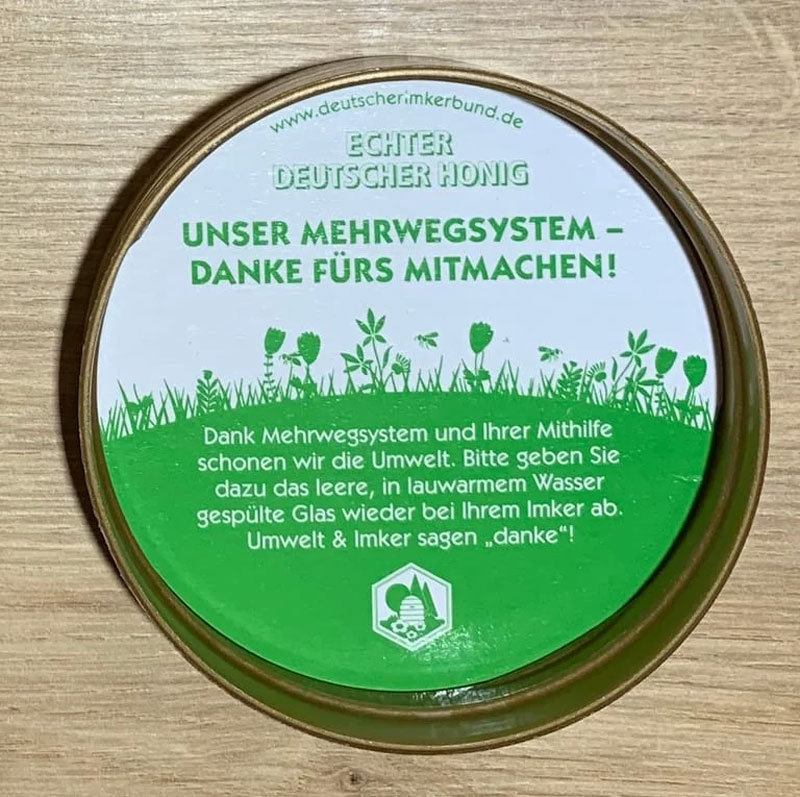 www.deutscherimkerbund.de
ECHTER
DEUTSCHER HONIG
UNSER MEHRWEGSYSTEM –
DANKE FÜRS MITMACHEN!
Dank Mehrwegsystem und Ihrer Mithilfe
schonen wir die Umwelt. Bitte geben Sie
dazu das leere, in lauwarmem Wasser
gespülte Glas wieder bei Ihrem Imker ab.
Umwelt & Imker sagen „danke“!